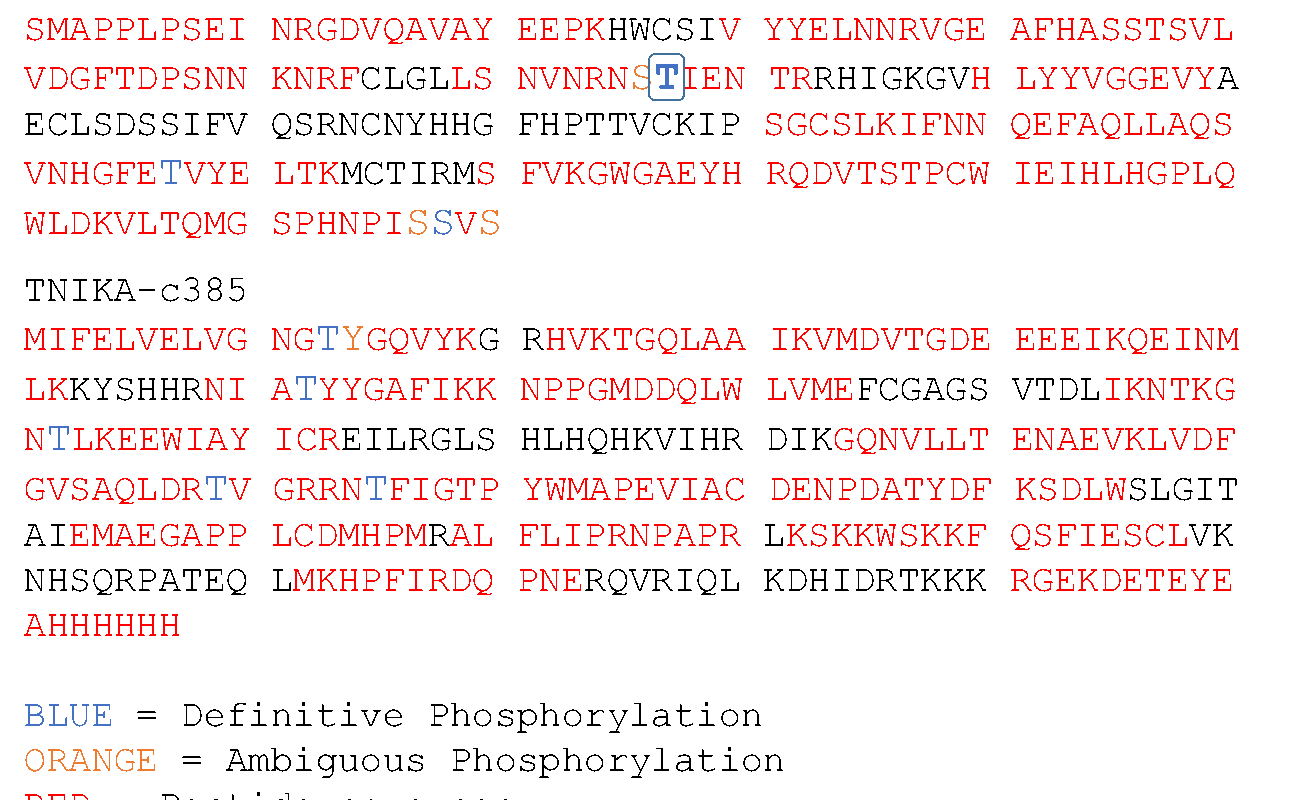 SMAPPLPSEI NRGDVQAVAY EEPKHWCSIV YYELNNRVGE AFHASSTSVL
VDGFTDPSNN KNRFCLGLLS NVNRNSTIEN TRRHIGKGVH LYYVGGEVYA
ECLSDSSIFV QSRNCNYHHG FHPTTVCKIP SGCSLKIFNN QEFAQLLAQS
VNHGFETVYE LTKMCTIRMS FVKGWGAEYH RQDVTSTPCW IEIHLHGPLQ
WLDKVLTQMG SPHNPISSVS
TNIKA-c385
MIFELVELVG NGTYGQVYKG RHVKTGQLAA IKVMDVTGDE EEEIKQEINM
LKKYSHHRNI ATYYGAFIKK NPPGMDDQLW LVMEFCGAGS VTDLIKNTKG
NTLKEEWIAY ICREILRGLS HLHQHKVIHR DIKGQNVLLT ENAEVKLVDF
GVSAQLDRTV GRRNTFIGTP YWMAPEVIAC DENPDATYDF KSDLWSLGIT
AIEMAEGAPP LCDMHPMRAL FLIPRNPAPR LKSKKWSKKF QSFIESCLVK
NHSQRPATEQ LMKHPFIRDQ PNERQVRIQL KDHIDRTKKK RGEKDETEYE
AHHHHHH
BLUE = Definitive Phosphorylation
ORANGE = Ambiguous Phosphorylation